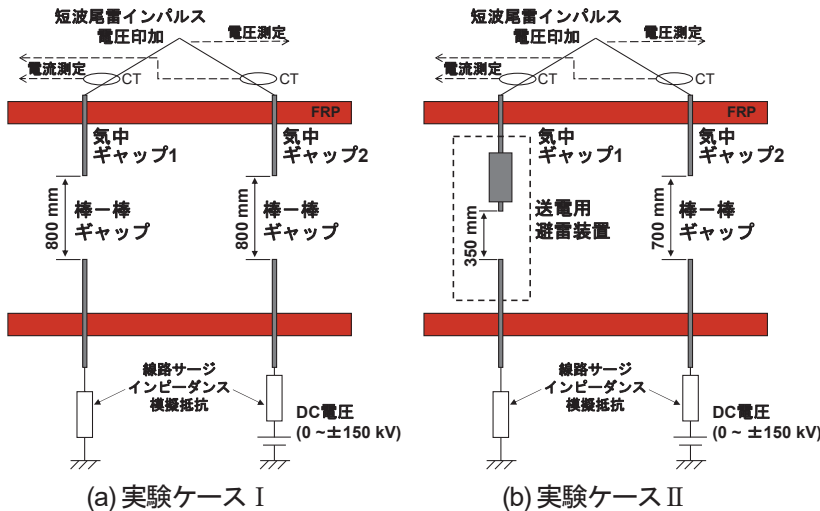 短波尾雷インパルス
電圧印加
電圧測定
電流測定
CT
CT
FRP
気中
ギャップ1
気中
ギャップ2
800 mm
棒ー棒
ギャップ
800 mm
棒ー棒
ギャップ
線路サージ
インピーダンス
模擬抵抗
DC電圧
(0 ~±150 kV)
(a) 実験ケース Ⅰ
短波尾雷インパルス
電圧印加
電圧測定
電流測定
CT
CT
FRP
気中
ギャップ1
気中
ギャップ2
350 mm
送電用
避雷装置
700 mm
棒ー棒
ギャップ
線路サージ
インピーダンス
模擬抵抗
DC電圧
(0 ~ ±150 kV)
(b) 実験ケース Ⅱ